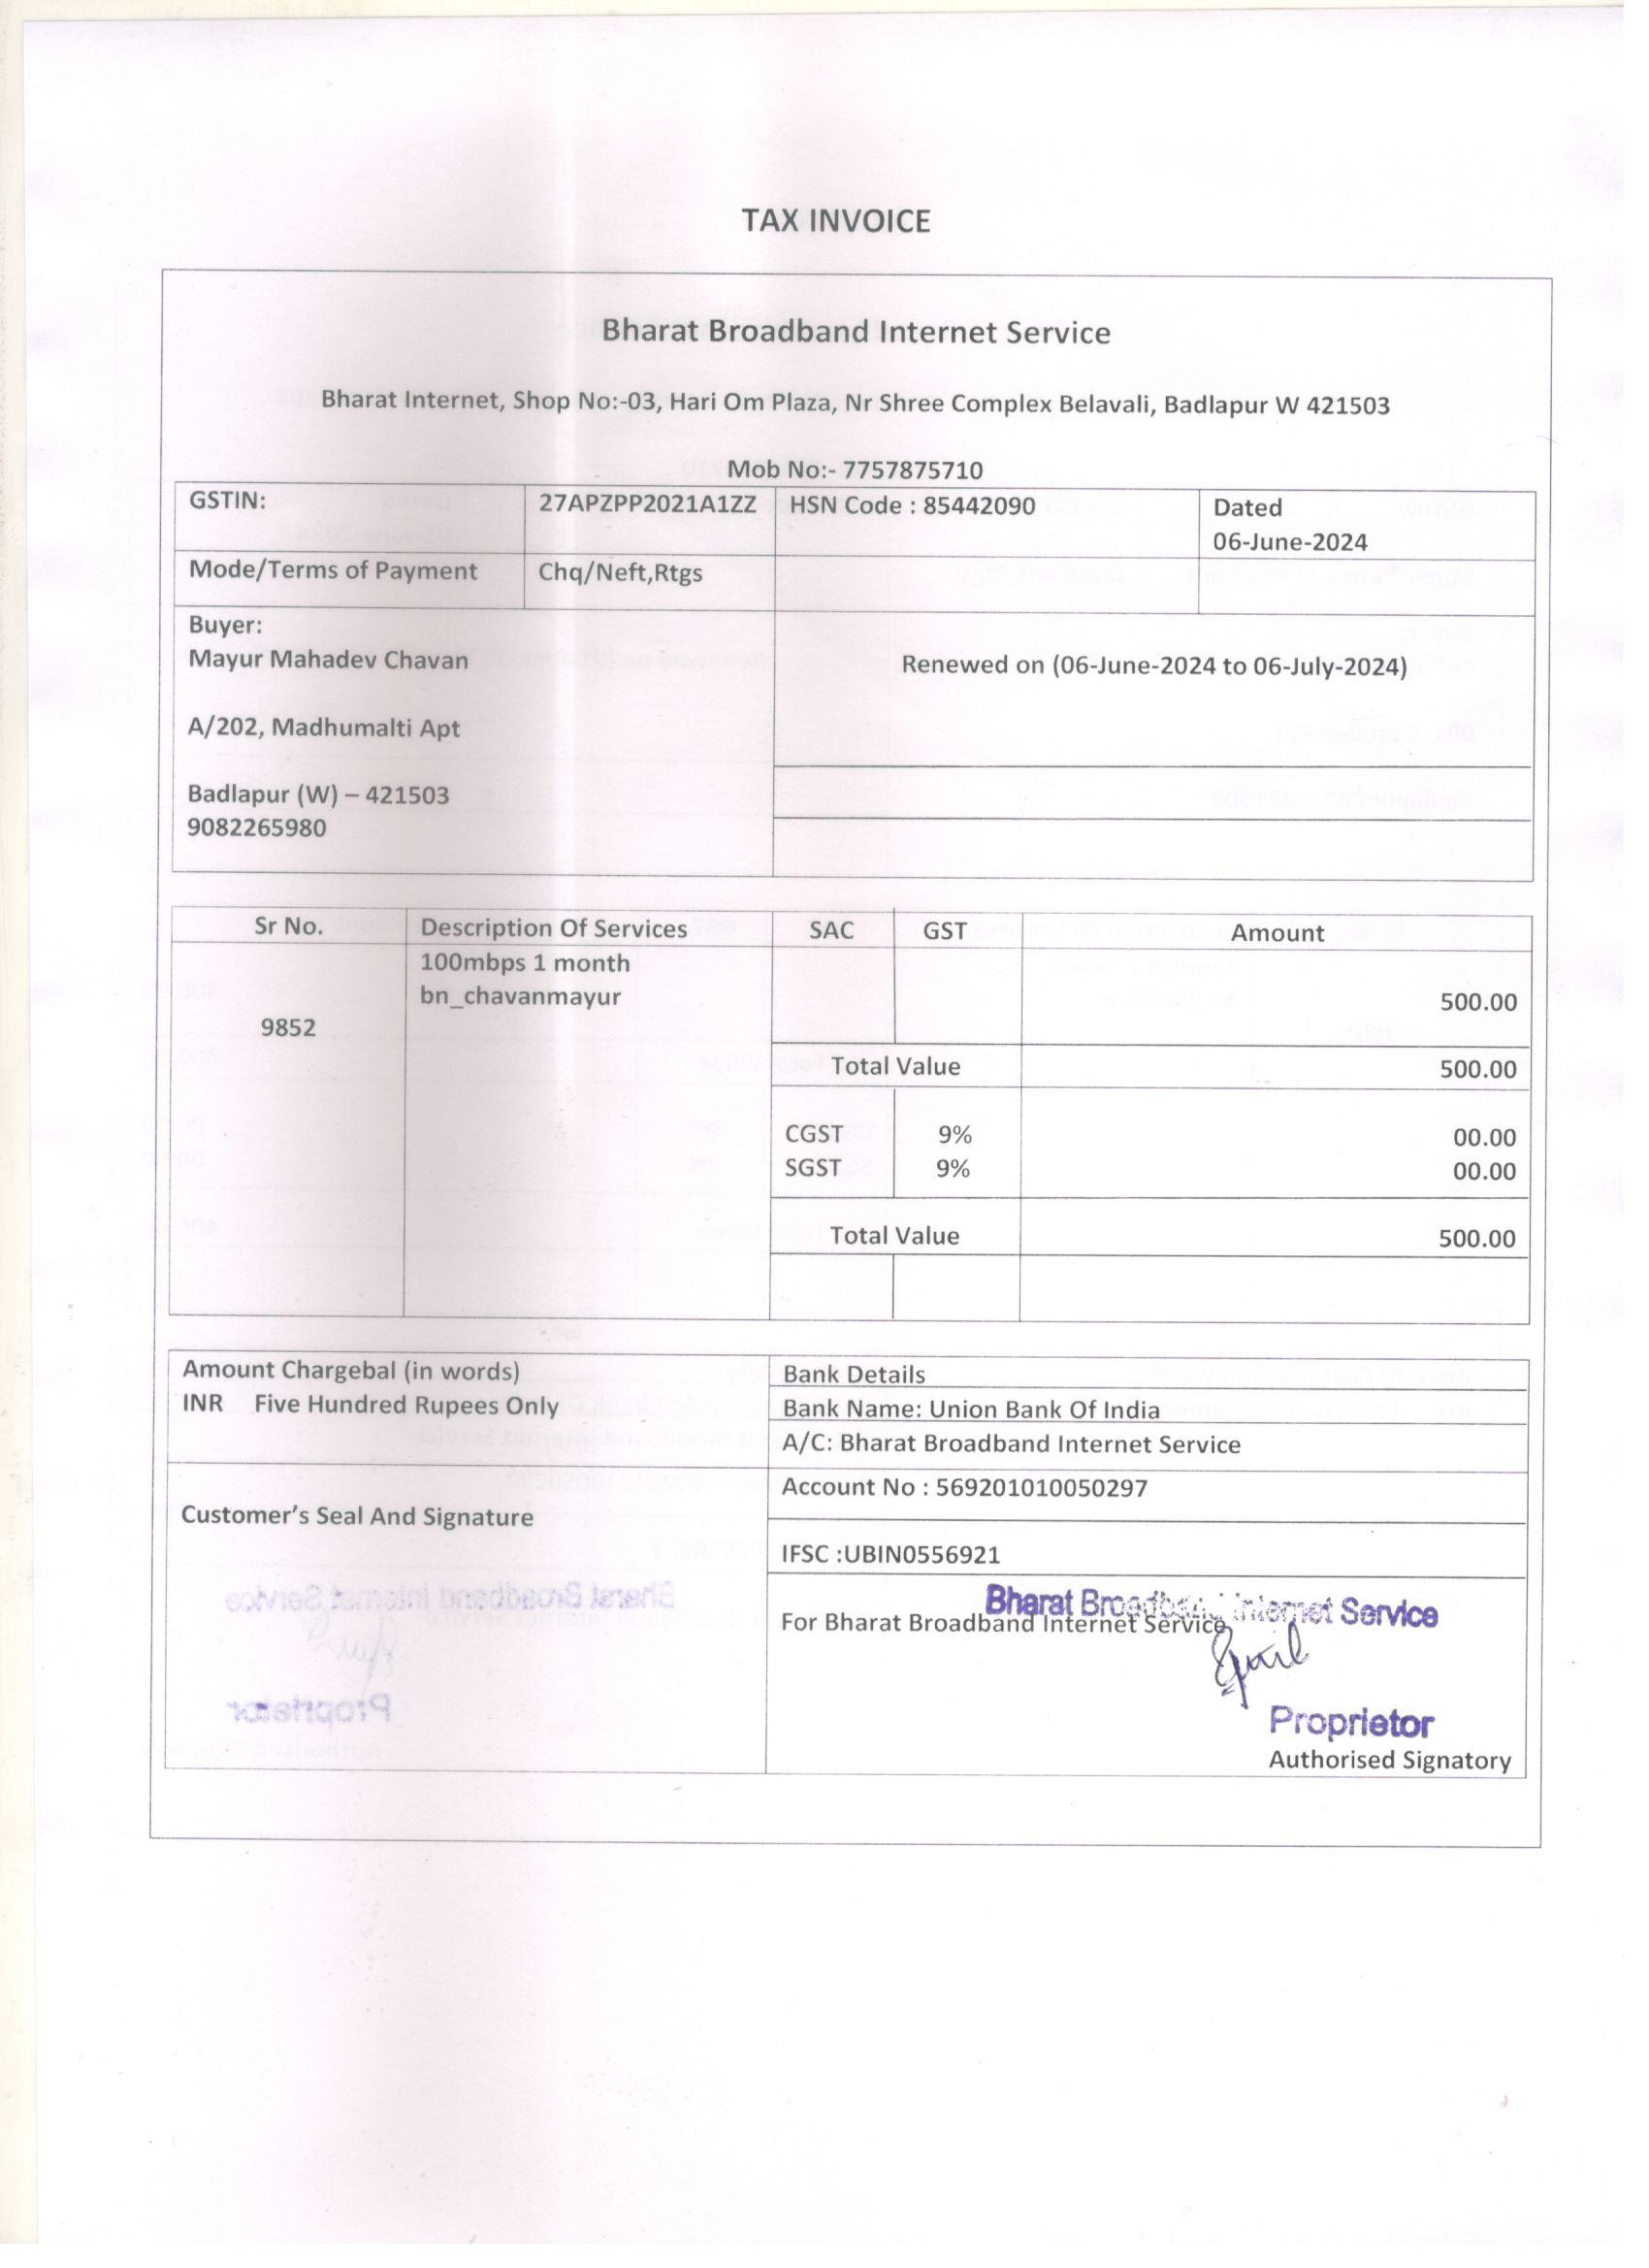 TAX INVOICE
Bharat Broadband Internet Service
Bharat Internet, Shop No:-03, Hari Om Plaza, Nr Shree Complex Belavali, Badlapur W 421503
Mob No:- 7757875710
GSTIN: 27APZPP2021A1ZZ HSN Code : 85442090 Dated
06-June-2024
Mode/Terms of Payment Chq/Neft,Rtgs
Buyer:
Mayur Mahadev Chavan Renewed on (06-June-2024 to 06-July-2024)
A/202, Madhumalti Apt
Badlapur (W) – 421503
9082265980
Sr No. Description Of Services SAC GST Amount
100mbps 1 month
bn_chavanmayur 500.00
9852
Total Value 500.00
CGST 9% 00.00
SGST 9% 00.00
Total Value 500.00
Amount Chargebal (in words) Bank Details
INR Five Hundred Rupees Only Bank Name: Union Bank Of India
A/C: Bharat Broadband Internet Service
Account No : 569201010050297
Customer’s Seal And Signature
IFSC :UBIN0556921
Bharat Broadband Internet Service
For Bharat Broadband Internet Service
Proprietor
Authorised Signatory